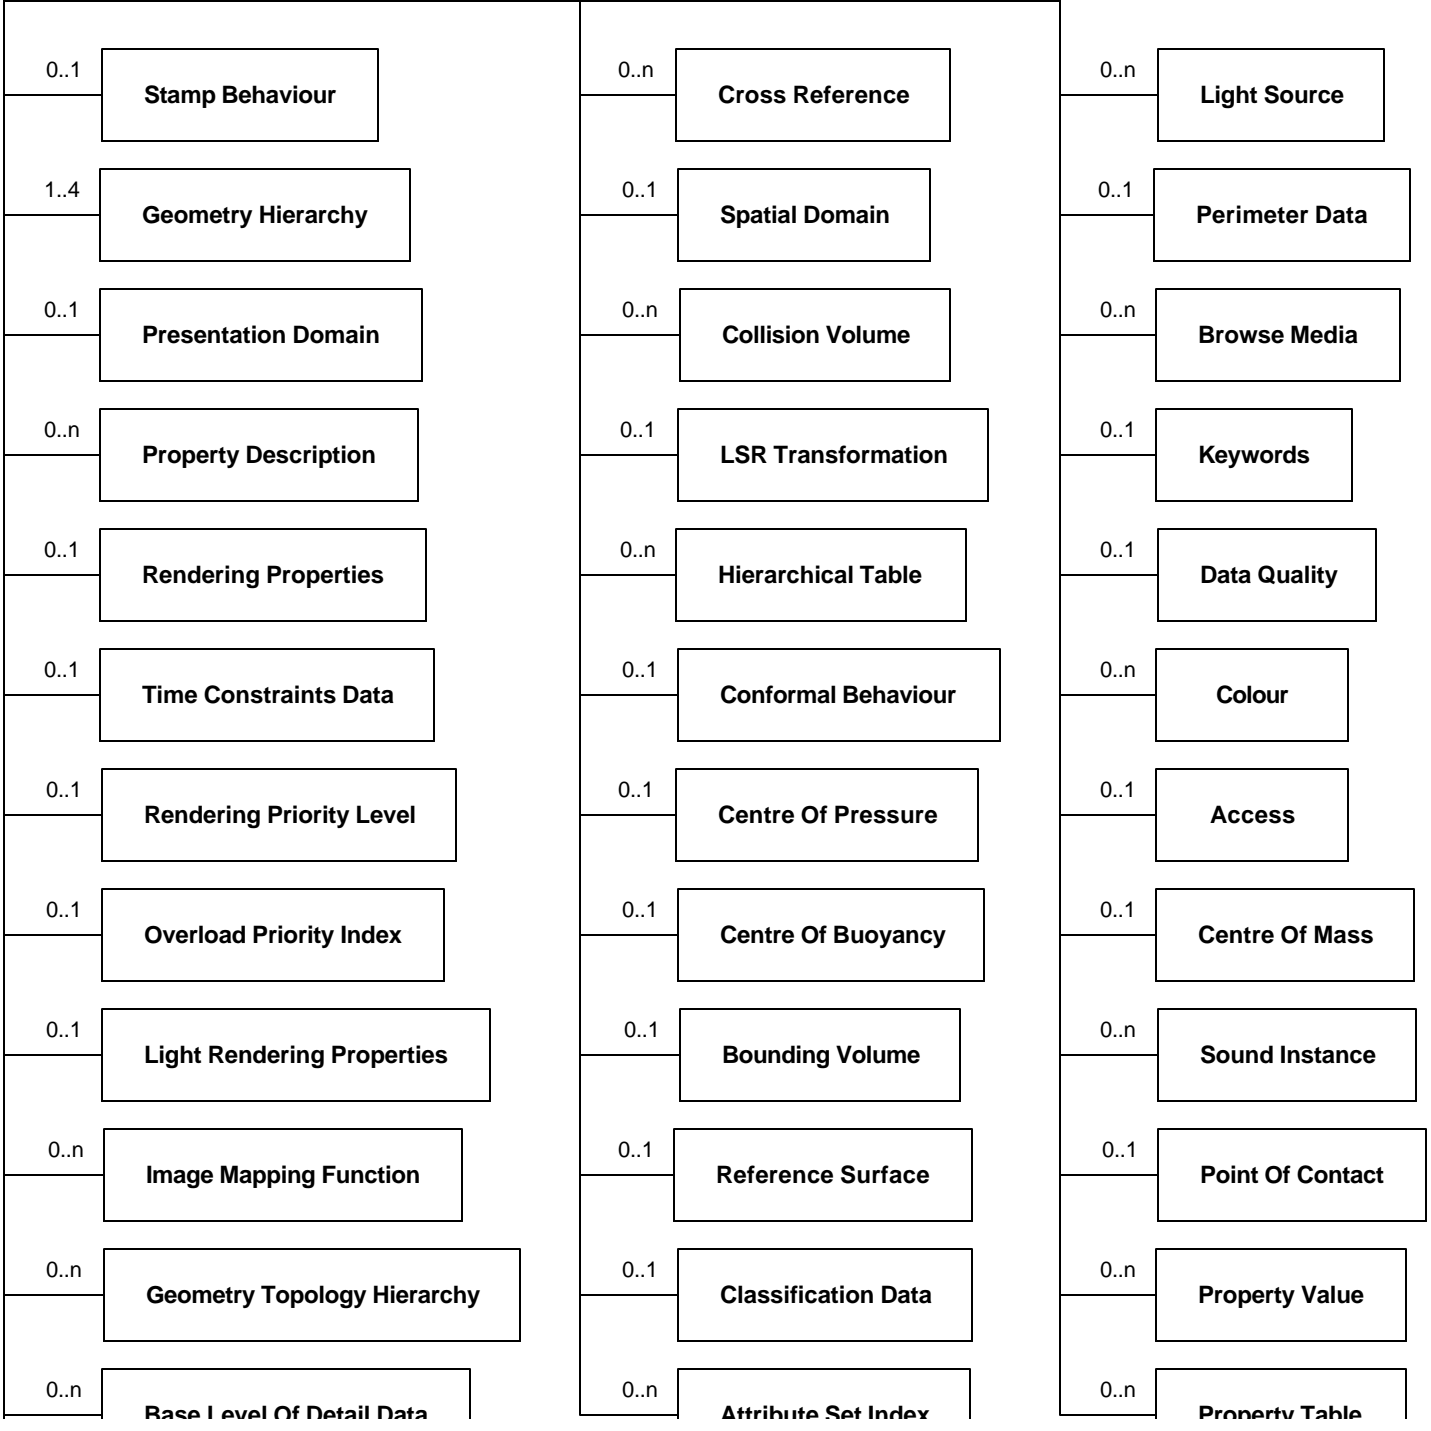 0..1
Stamp Behaviour
1..4
Geometry Hierarchy
0..1
Presentation Domain
0..n
Property Description
0..1
Rendering Properties
0..1
Time Constraints Data
0..1
Rendering Priority Level
0..1
Overload Priority Index
0..1
Light Rendering Properties
0..n
Image Mapping Function
0..n
Geometry Topology Hierarchy
0..n
Base Level Of Detail Data
0..n
Cross Reference
0..1
Spatial Domain
0..n
Collision Volume
0..1
LSR Transformation
0..n
Hierarchical Table
0..1
Conformal Behaviour
0..1
Centre Of Pressure
0..1
Centre Of Buoyancy
0..1
Bounding Volume
0..1
Reference Surface
0..1
Classification Data
0..n
Attribute Set Index
0..n
Light Source
0..1
Perimeter Data
0..n
Browse Media
0..1
Keywords
0..1
Data Quality
0..n
Colour
0..1
Access
0..1
Centre Of Mass
0..n
Sound Instance
0..1
Point Of Contact
0..n
Property Value
0..n
Property Table